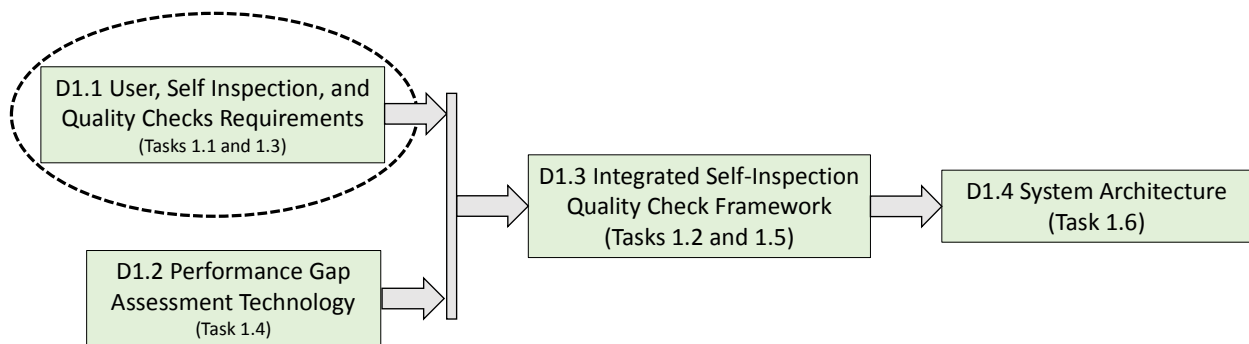 D1.1 User, Self Inspection, and
Quality Checks Requirements
(Tasks 1.1 and 1.3)
D1.2 Performance Gap
Assessment Technology
(Task 1.4)
D1.3 Integrated Self-Inspection
Quality Check Framework
(Tasks 1.2 and 1.5)
D1.4 System Architecture
(Task 1.6)